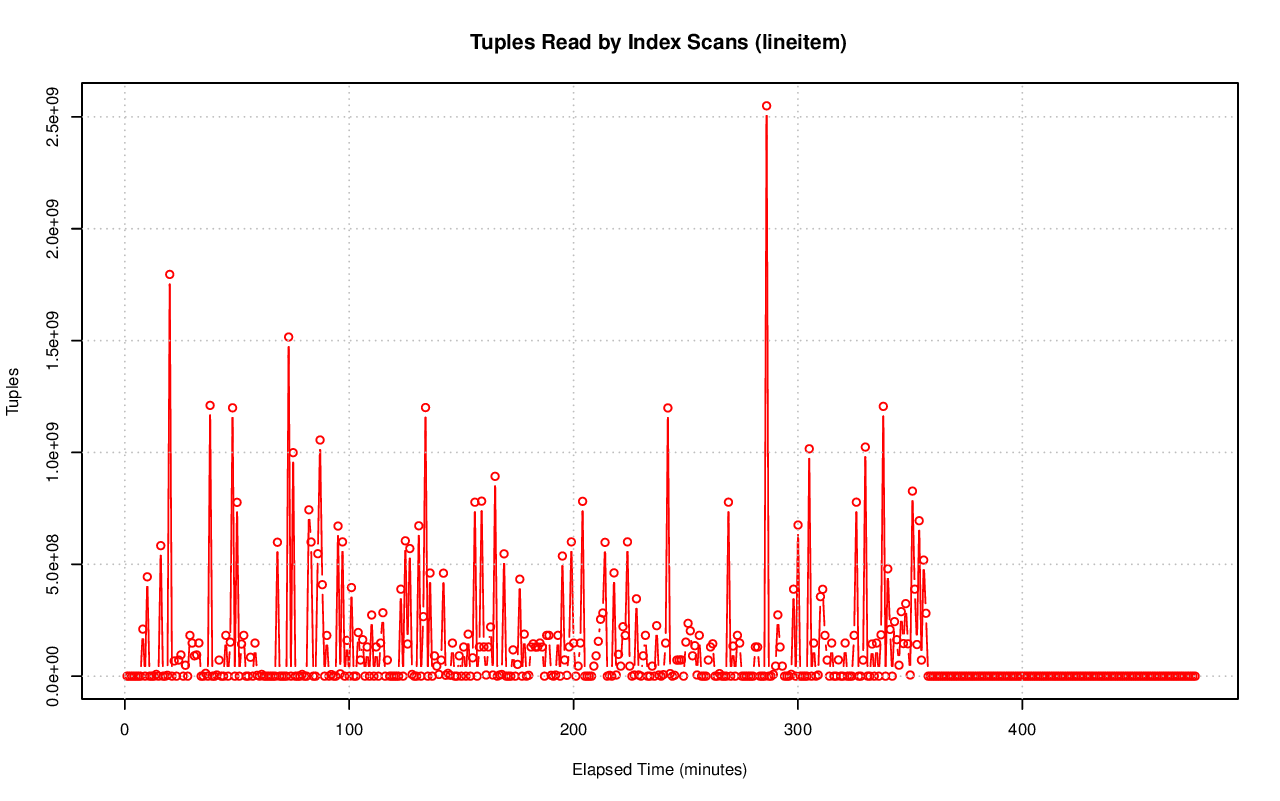 Tuples Read by Index Scans (lineitem)
Tuples
2.5e+09
2.0e+09
1.5e+09
1.0e+09
5.0e+08
0.0e+00
0 100 200 300 400
Elapsed Time (minutes)